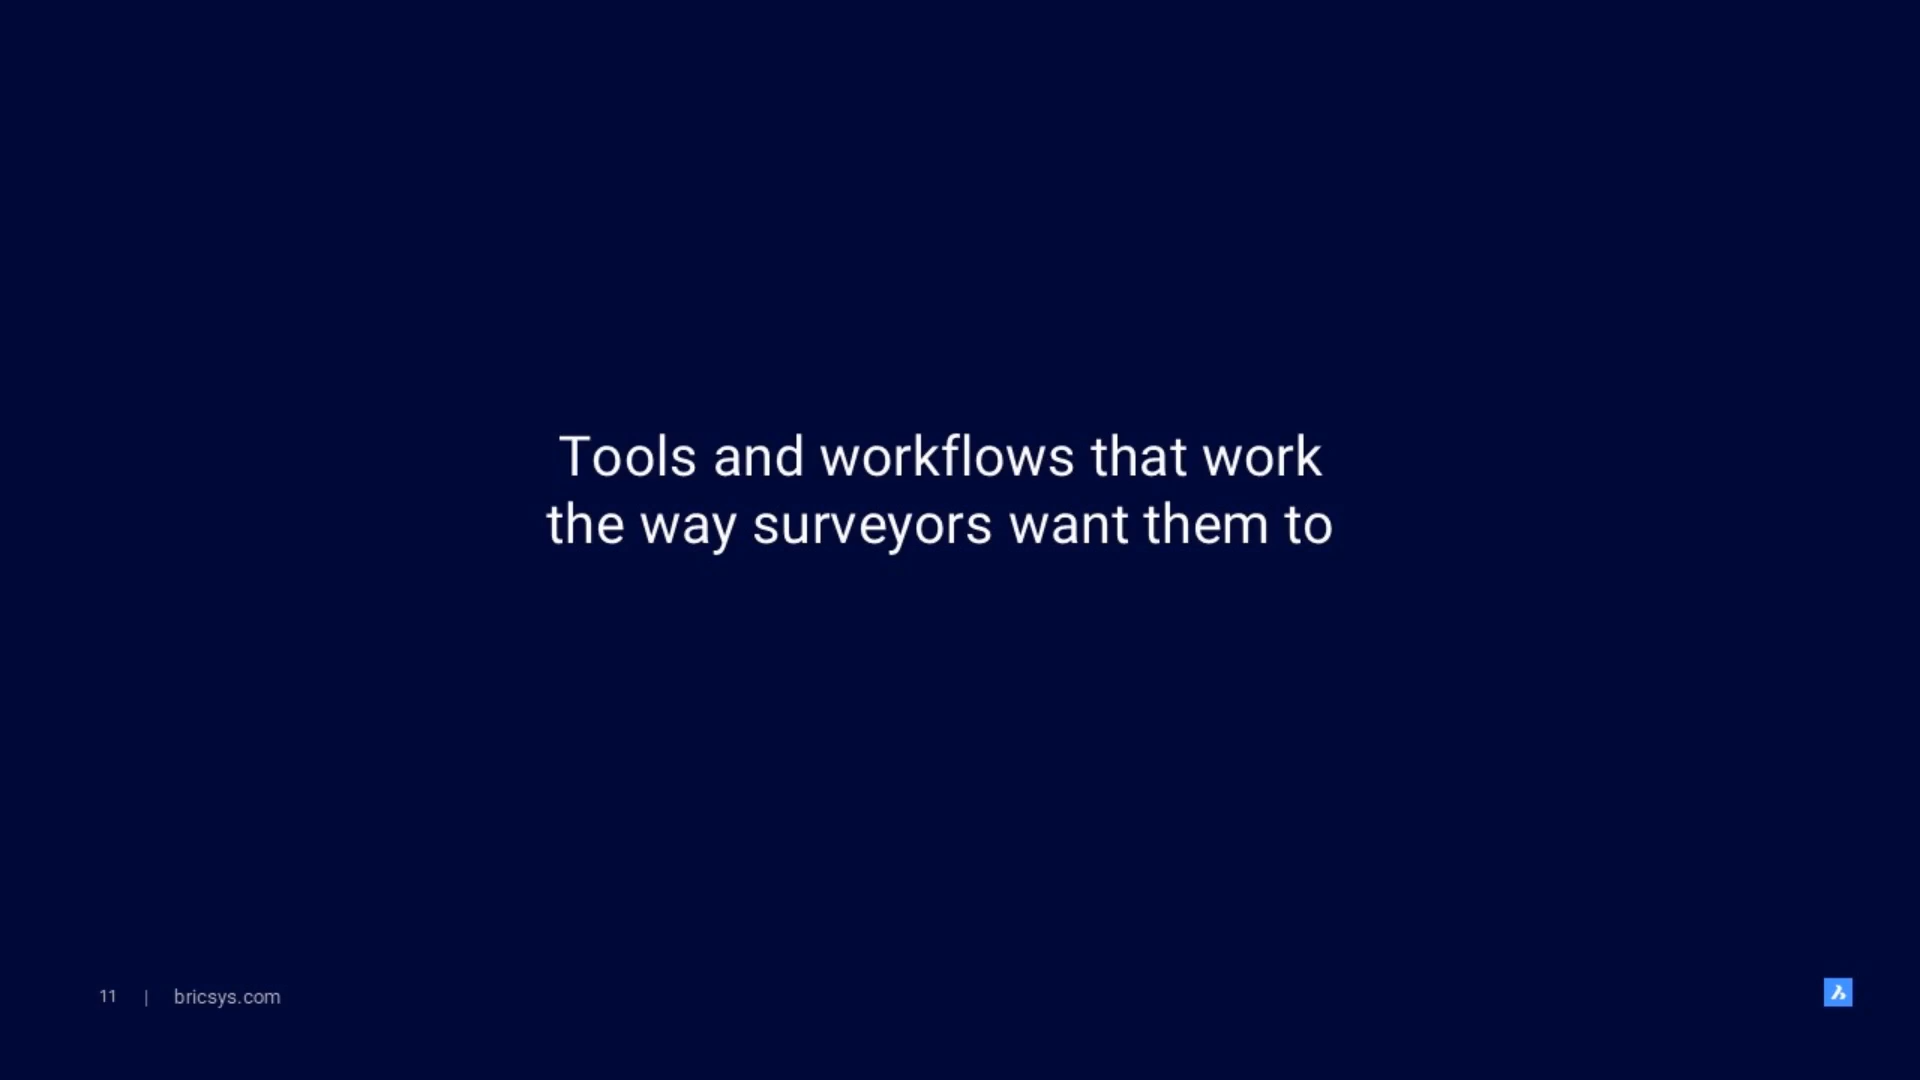 Tools and workflows that work
the way surveyors want them to
11 | bricsys.com